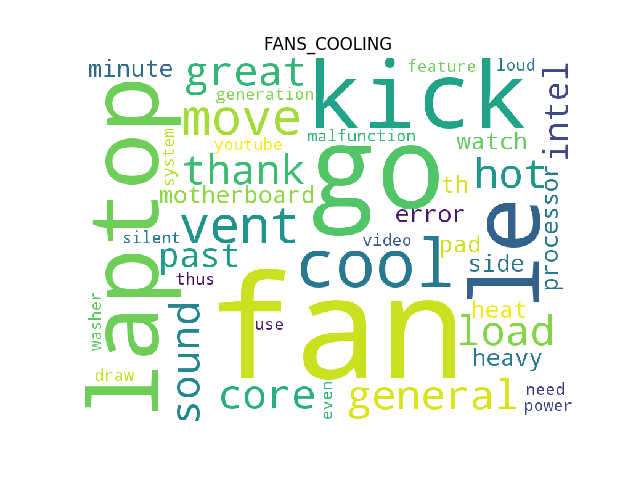 FANS_COOLING
minute great feature loud
generation kick intel
laptop move malfunction watch
system youtube go
thank th hot
motherboard error processor
silent vent video pad side le
past cool
thus
washer fan heat
sound use load
heavy
draw core even general need
power